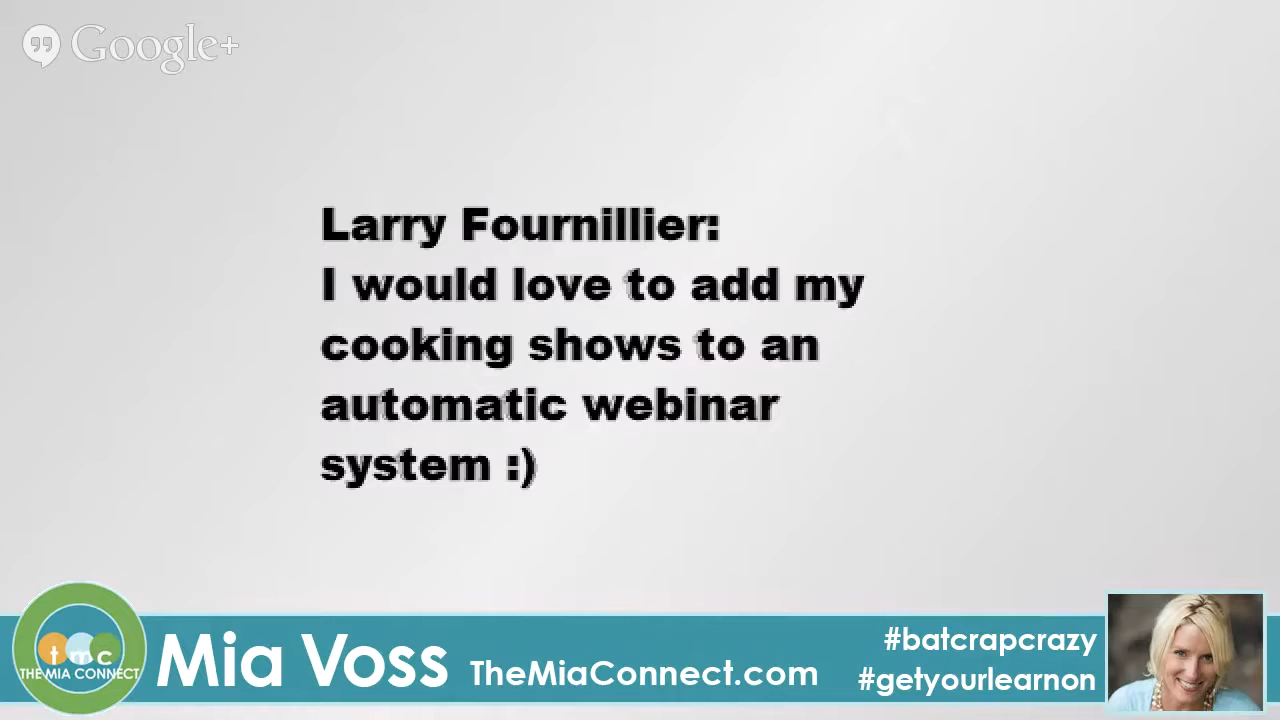 Google+
Larry Fournillier:
I would love to add my
cooking shows to an
automatic webinar
system :)
tmc
THE MIA CONNECT
Mia Voss
TheMiaConnect.com
#batcrapcrazy
#getyourlearnon